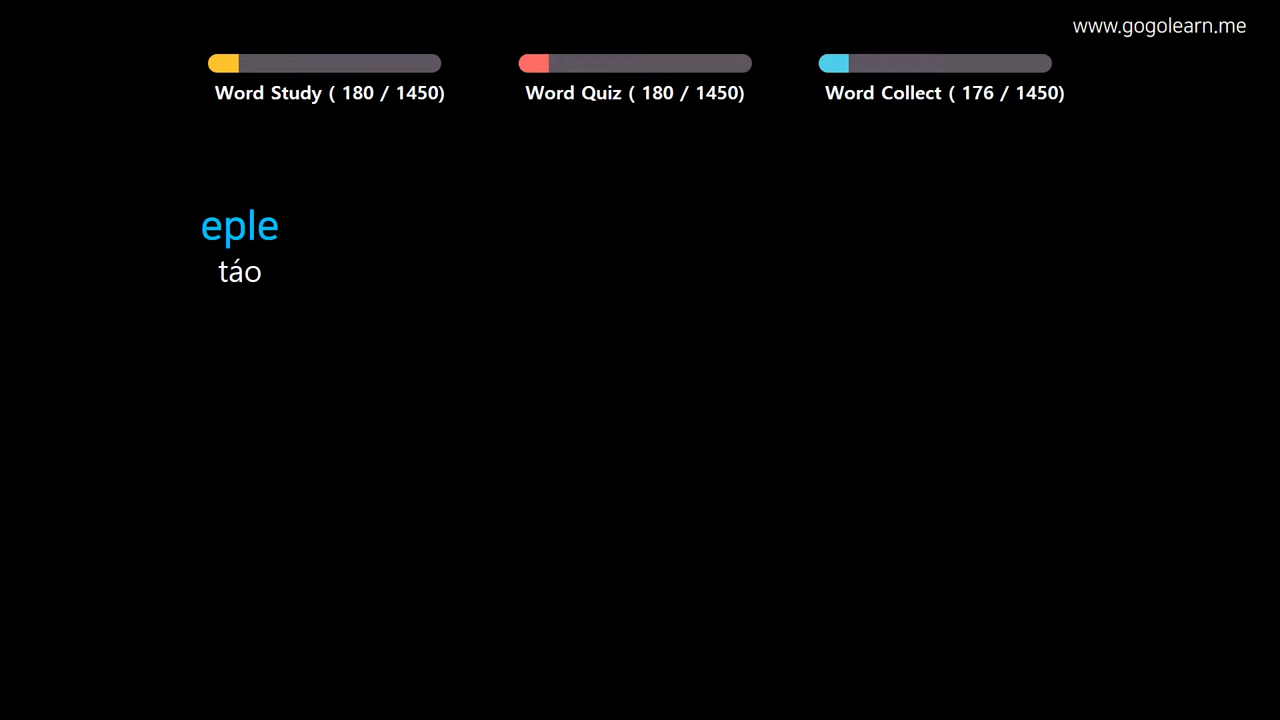 www.gogolearn.me
Word Study ( 180 / 1450)
Word Quiz ( 180 / 1450)
Word Collect ( 176 / 1450)
eple
táo